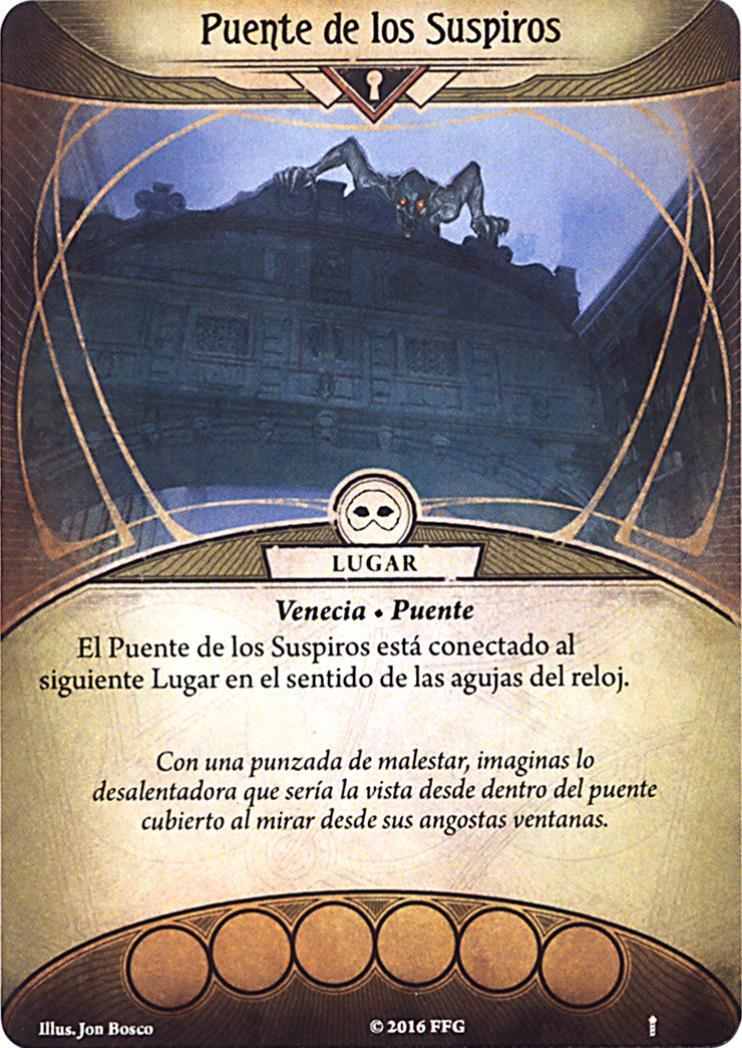 Puente de los Suspiros
LUGAR
Venecia • Puente
El Puente de los Suspiros está conectado al
siguiente Lugar en el sentido de las agujas del reloj.
Con una punzada de malestar, imaginas lo
desalentadora que sería la vista desde dentro del puente
cubierto al mirar desde sus angostas ventanas.
Illus. Jon Bosco
© 2016 FFG